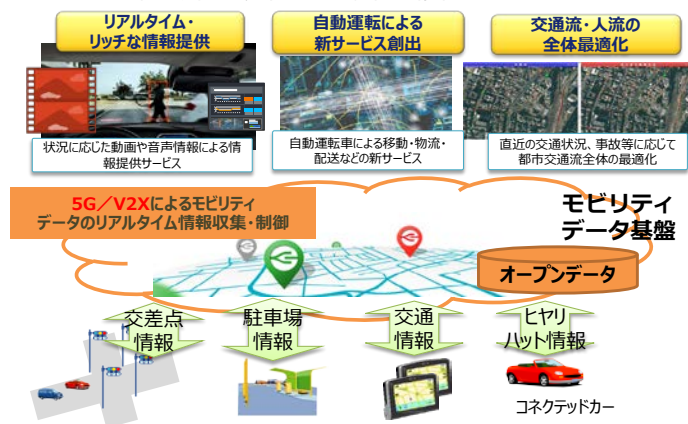 リアルタイム・
リッチな情報提供
自動運転による
新サービス創出
交通流・人流の
全体最適化
状況に応じた動画や音声情報による情
報提供サービス
自動運転車による移動・物流・
配送などの新サービス
直近の交通状況、事故等に応じて
都市交通流全体の最適化
5G／V2Xによるモビリティ
データのリアルタイム情報収集・制御
モビリティ
データ基盤
オープンデータ
交差点
情報
駐車場
情報
交通
情報
ヒヤリ
ハット情報
コネクテッドカー